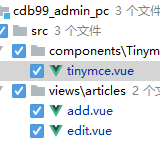 cdb99_admin_pc 3 个文件
src 3 个文件
components\Tinym
tinymce.vue
views\articles 2 个文
add.vue
edit.vue